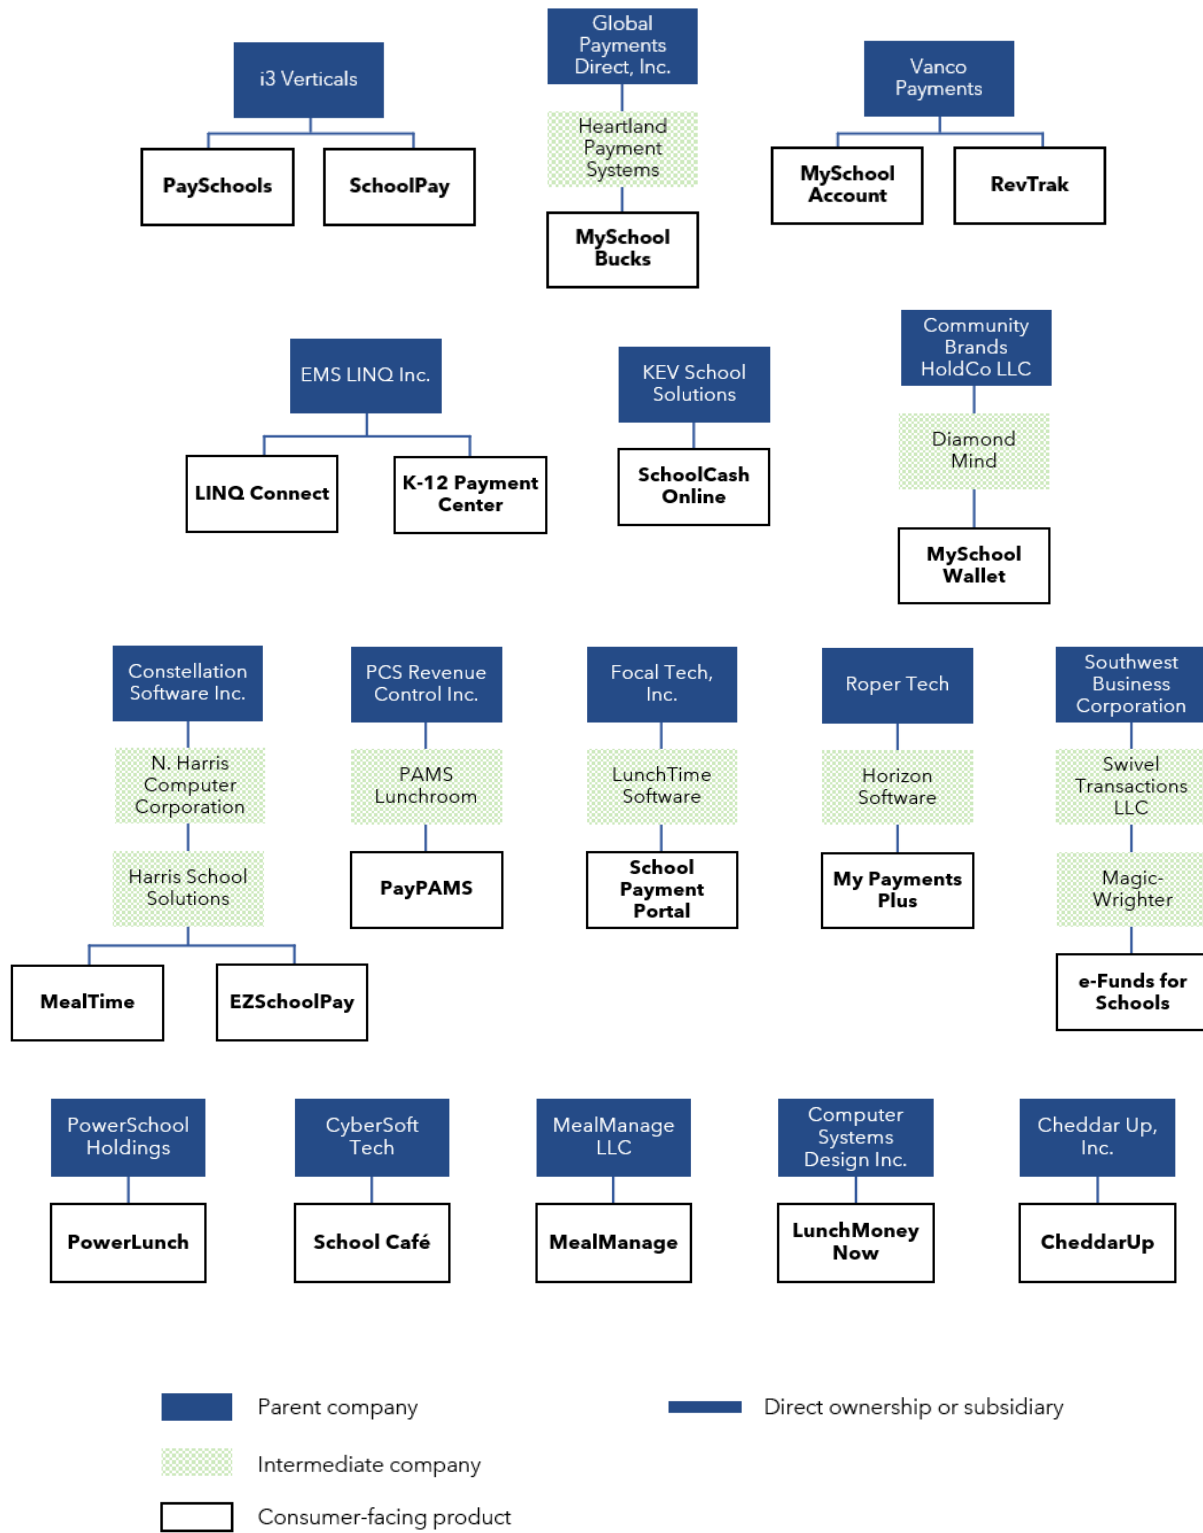 i3 Verticals
PaySchools
SchoolPay
Global
Payments
Direct, Inc.
Heartland
Payment
Systems
MySchool
Bucks
Vanco
Payments
MySchool
Account
RevTrak
EMS LINQ Inc.
LINQ Connect
K-12 Payment
Center
KEV School
Solutions
SchoolCash
Online
Community
Brands
HoldCo LLC
Diamond
Mind
MySchool
Wallet
Constellation
Software Inc.
N. Harris
Computer
Corporation
Harris School
Solutions
MealTime
EZSchoolPay
PCS Revenue
Control Inc.
PAMS
Lunchroom
PayPAMS
Focal Tech,
Inc.
LunchTime
Software
School
Payment
Portal
Roper Tech
Horizon
Software
My Payments
Plus
Southwest
Business
Corporation
Swivel
Transactions
LLC
Magic-
Wrighter
e-Funds for
Schools
PowerSchool
Holdings
PowerLunch
CyberSoft
Tech
School Café
MealManage
LLC
MealManage
Computer
Systems
Design Inc.
LunchMoney
Now
Cheddar Up,
Inc.
CheddarUp
Parent company
Direct ownership or subsidiary
Intermediate company
Consumer-facing product